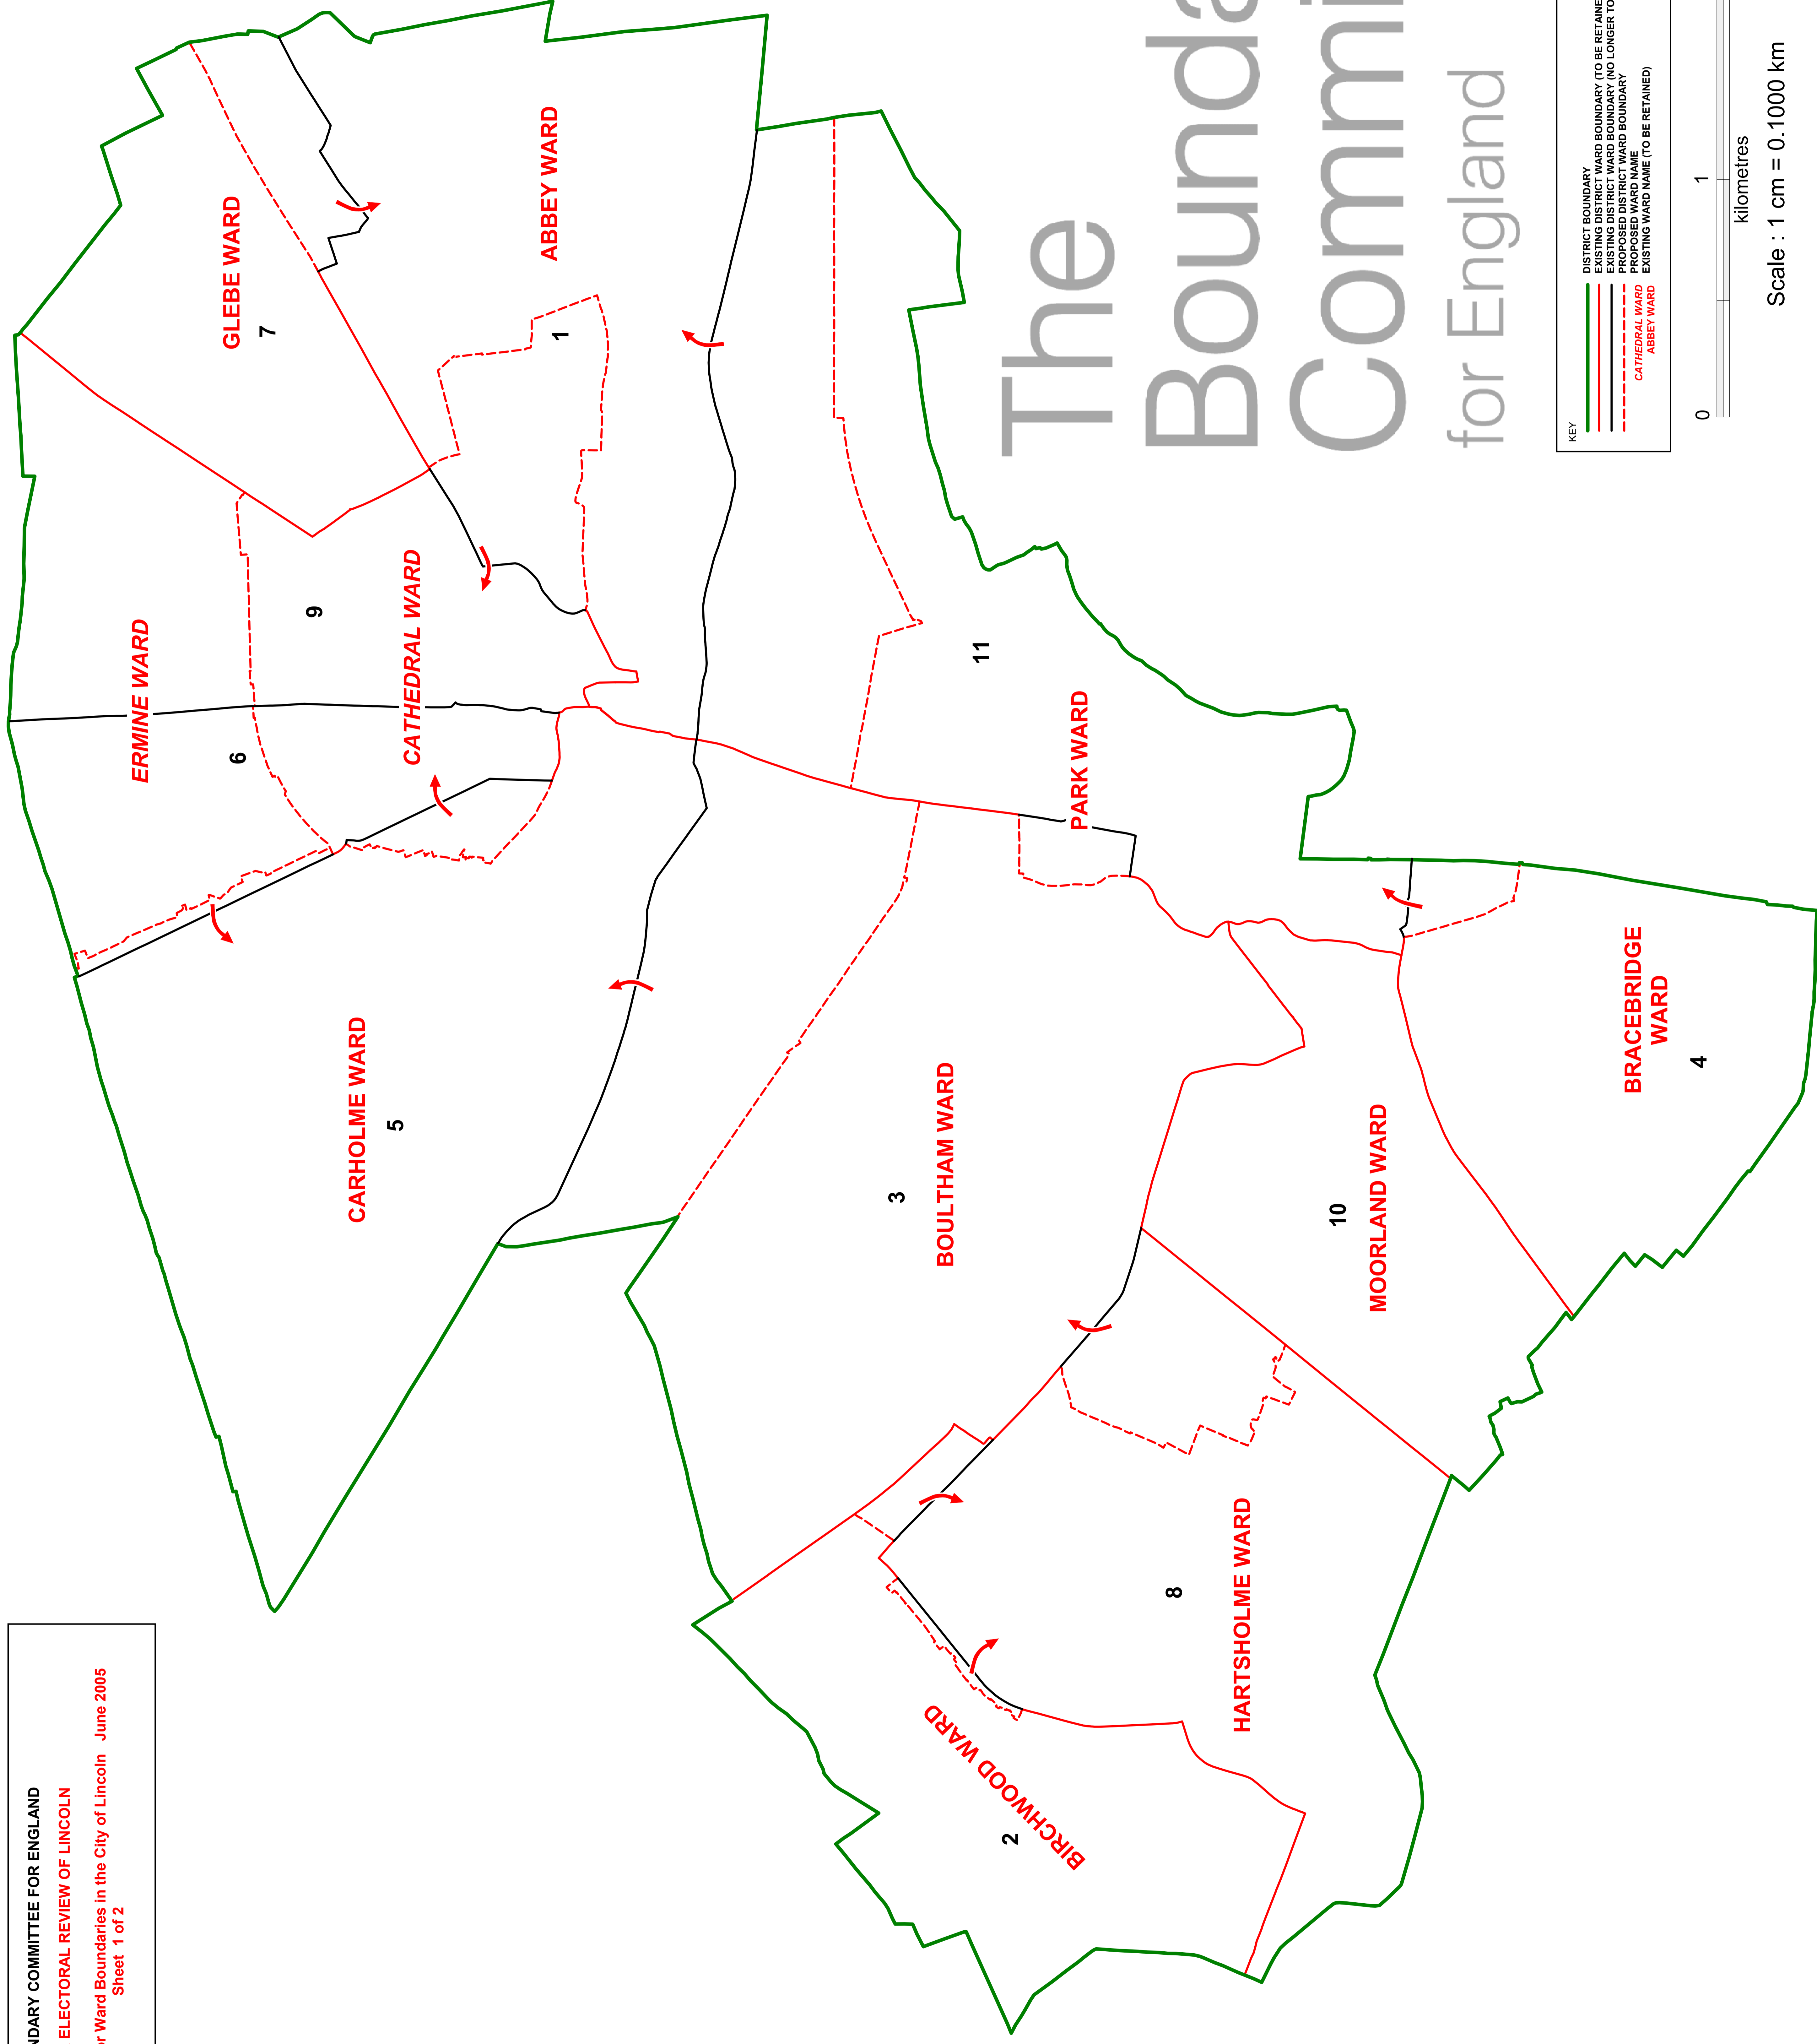 NDARY COMMITTEE FOR ENGLAND
ELECTORAL REVIEW OF LINCOLN
Ward Boundaries in the City of Lincoln June 2005
Sheet 1 of 2
GLEBE WARD
7
ABBEY WARD
1
ERMINE WARD
6
CATHEDRAL WARD
9
CARHOLME WARD
5
11
PARK WARD
3
BOULTHAM WARD
10
MOORLAND WARD
BRACEBRIDGE
WARD
4
8
HARTSHOLME WARD
BIRCHWOOD WARD
2
The
Bounda
Commi
for England
KEY
DISTRICT BOUNDARY
EXISTING DISTRICT WARD BOUNDARY (TO BE RETAINE
EXISTING DISTRICT WARD BOUNDARY (NO LONGER TO
PROPOSED DISTRICT WARD BOUNDARY
CATHEDRAL WARD PROPOSED WARD NAME
ABBEY WARD EXISTING WARD NAME (TO BE RETAINED)
0 1
kilometres
Scale : 1 cm = 0.1000 km